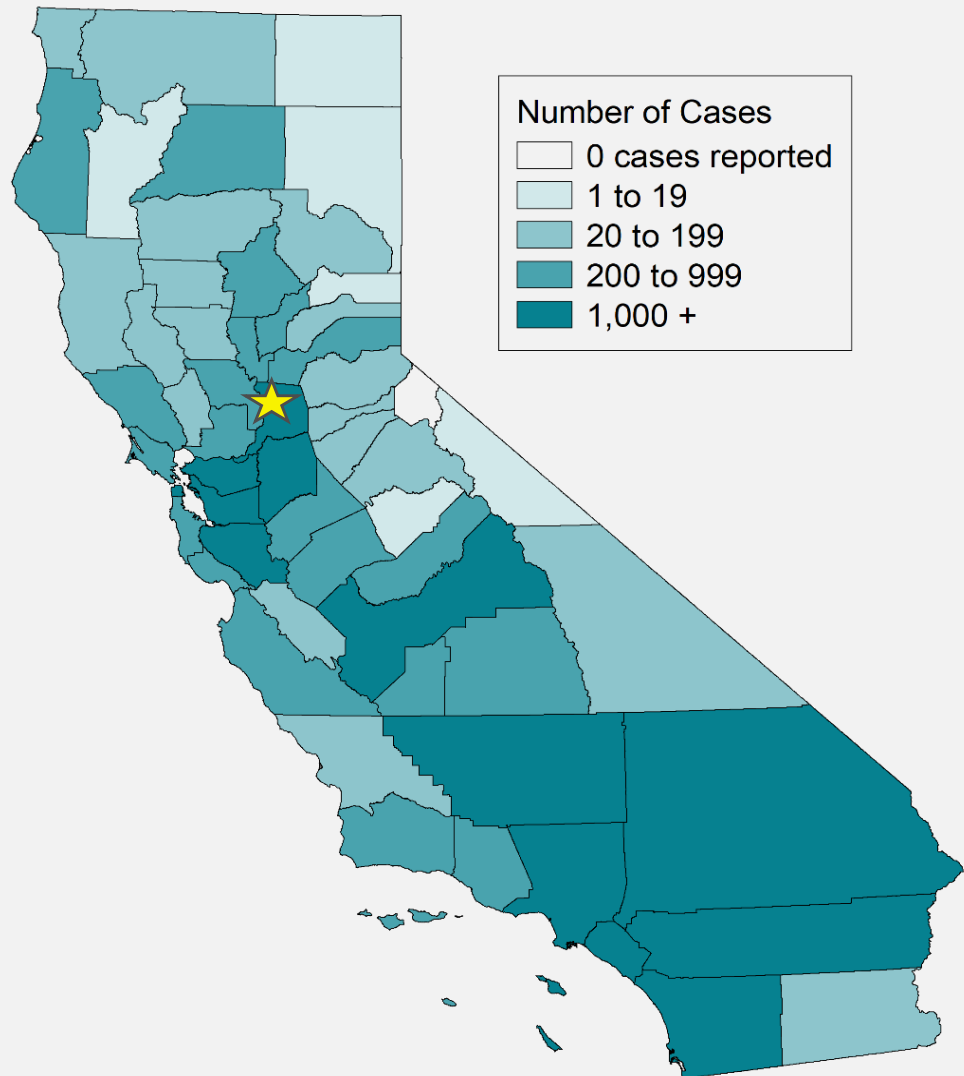 Number of Cases
0 cases reported
1 to 19
20 to 199
200 to 999
1,000 +